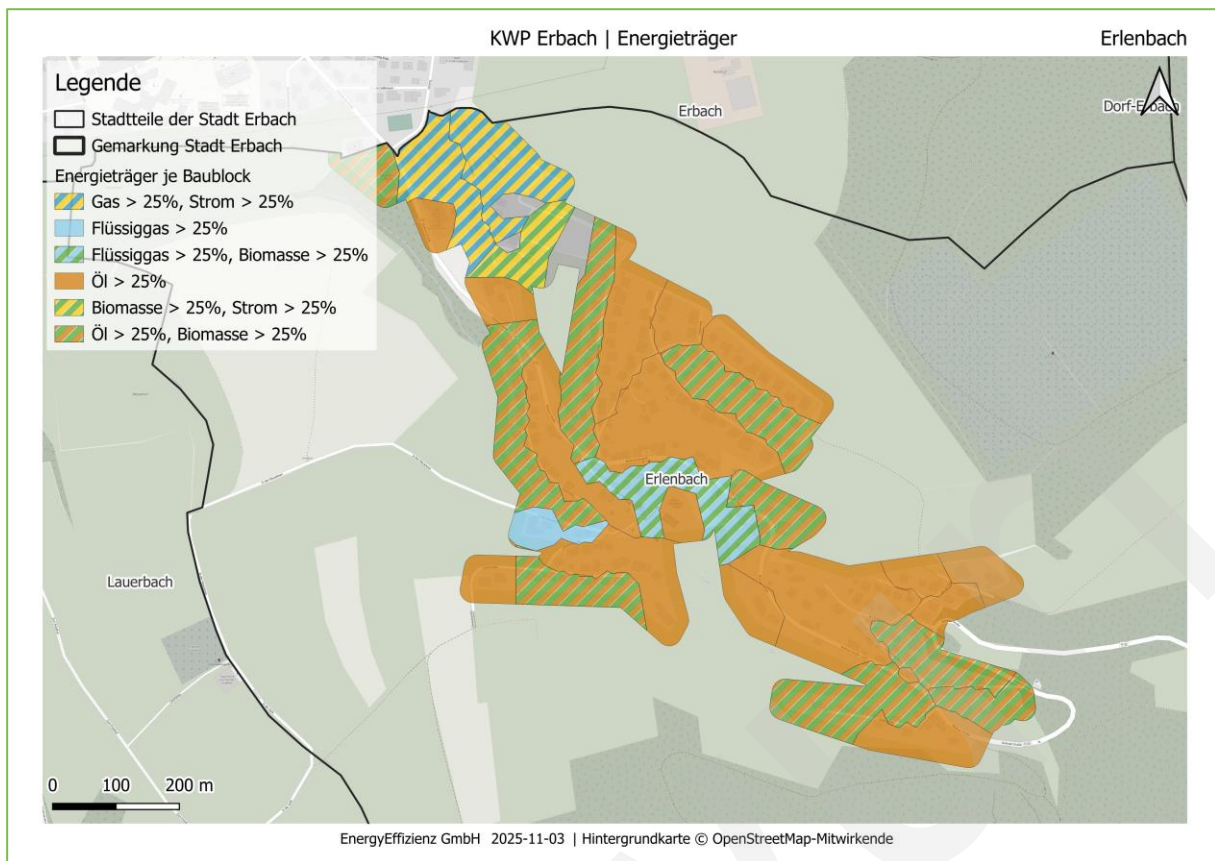 KWP Erbach | Energieträger
Erlenbach
Legende
Stadtteile der Stadt Erbach
Gemarkung Stadt Erbach
Energieträger je Baublock
Gas > 25%, Strom > 25%
Flüssiggas > 25%
Flüssiggas > 25%, Biomasse > 25%
Öl > 25%
Biomasse > 25%, Strom > 25%
Öl > 25%, Biomasse > 25%
Erbach
Dorf-Erbach
Erlenbach
Lauerbach
0 100 200 m
EnergyEffizienz GmbH 2025-11-03 | Hintergrundkarte © OpenStreetMap-Mitwirkende